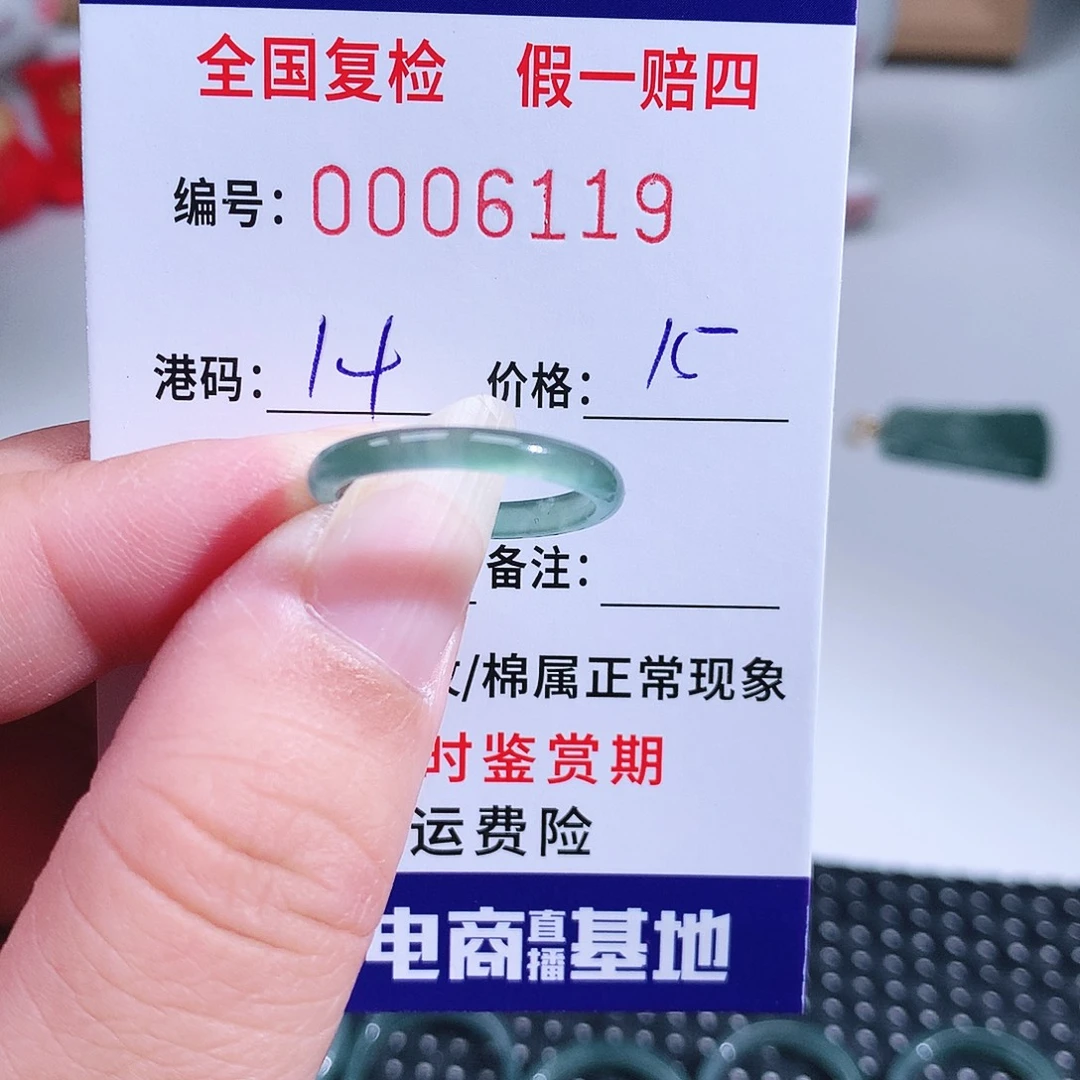 全国复检 假一赔四
编号：0006119
港码：14 价格：15
备注：
/棉属正常现象
时鉴赏期
运费险
电商直播基地